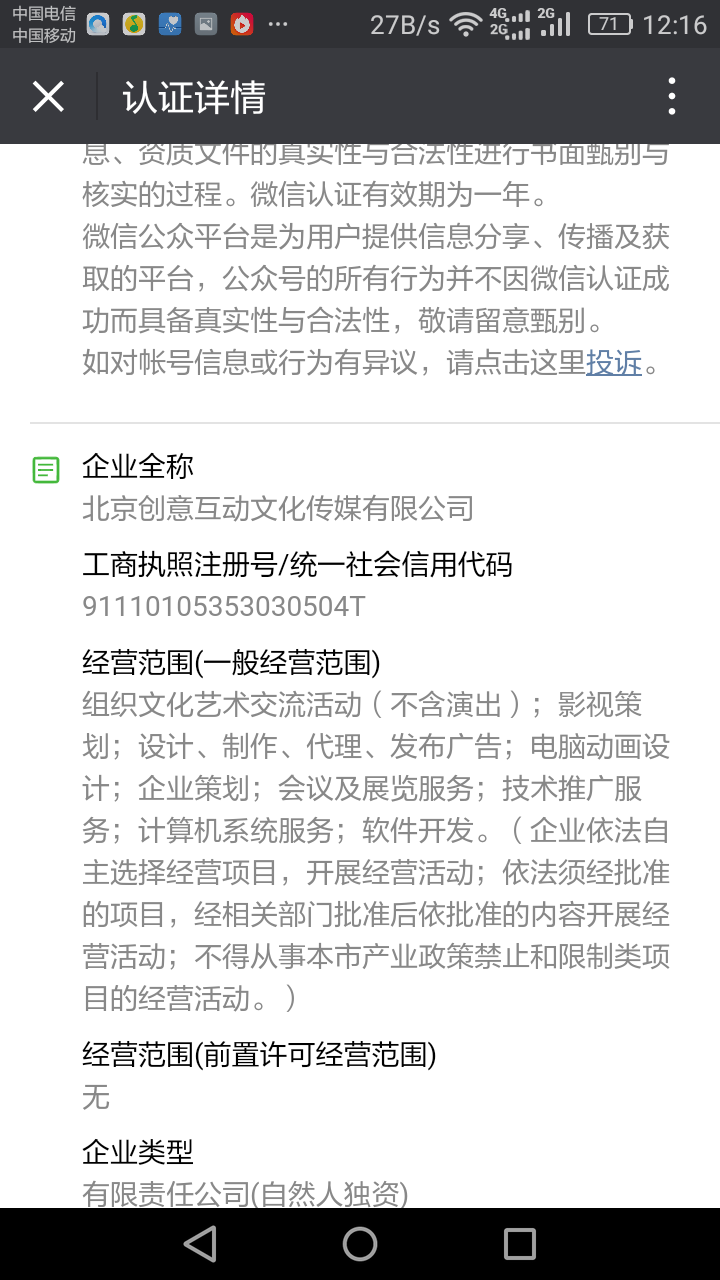 中国电信
中国移动
27B/s
4G
2G
2G
71
12:16
认证详情
息、资质文件的真实性与合法性进行书面甄别与
核实的过程。微信认证有效期为一年。
微信公众平台是为用户提供信息分享、传播及获
取的平台，公众号的所有行为并不因微信认证成
功而具备真实性与合法性，敬请留意甄别。
如对帐号信息或行为有异议，请点击这里投诉。
企业全称
北京创意互动文化传媒有限公司
工商执照注册号/统一社会信用代码
91110105353030504T
经营范围(一般经营范围)
组织文化艺术交流活动（不含演出）；影视策
划；设计、制作、代理、发布广告；电脑动画设
计；企业策划；会议及展览服务；技术推广服
务；计算机系统服务；软件开发。（企业依法自
主选择经营项目，开展经营活动；依法须经批准
的项目，经相关部门批准后依批准的内容开展经
营活动；不得从事本市产业政策禁止和限制类项
目的经营活动。）
经营范围(前置许可经营范围)
无
企业类型
有限责任公司(自然人独资)